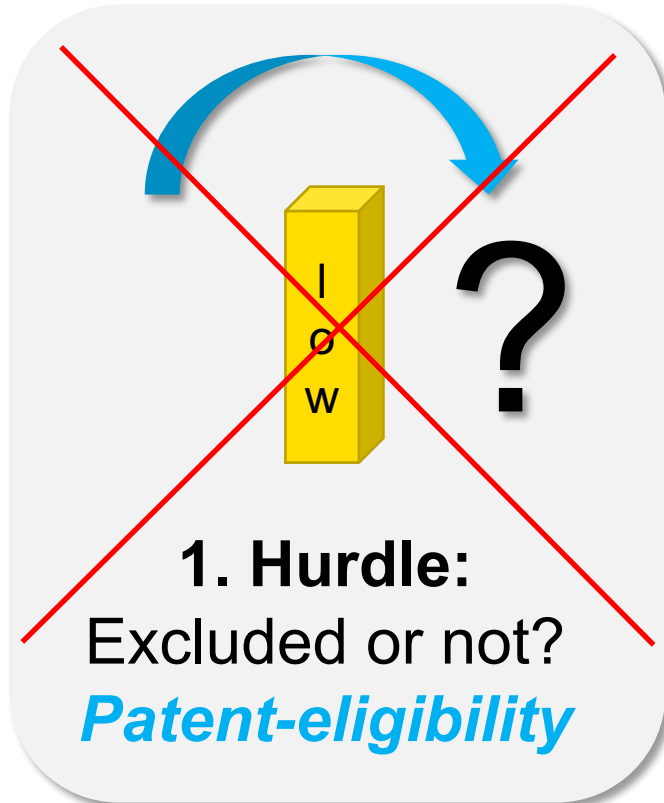 l
o
w
?
1. Hurdle:
Excluded or not?
Patent-eligibility